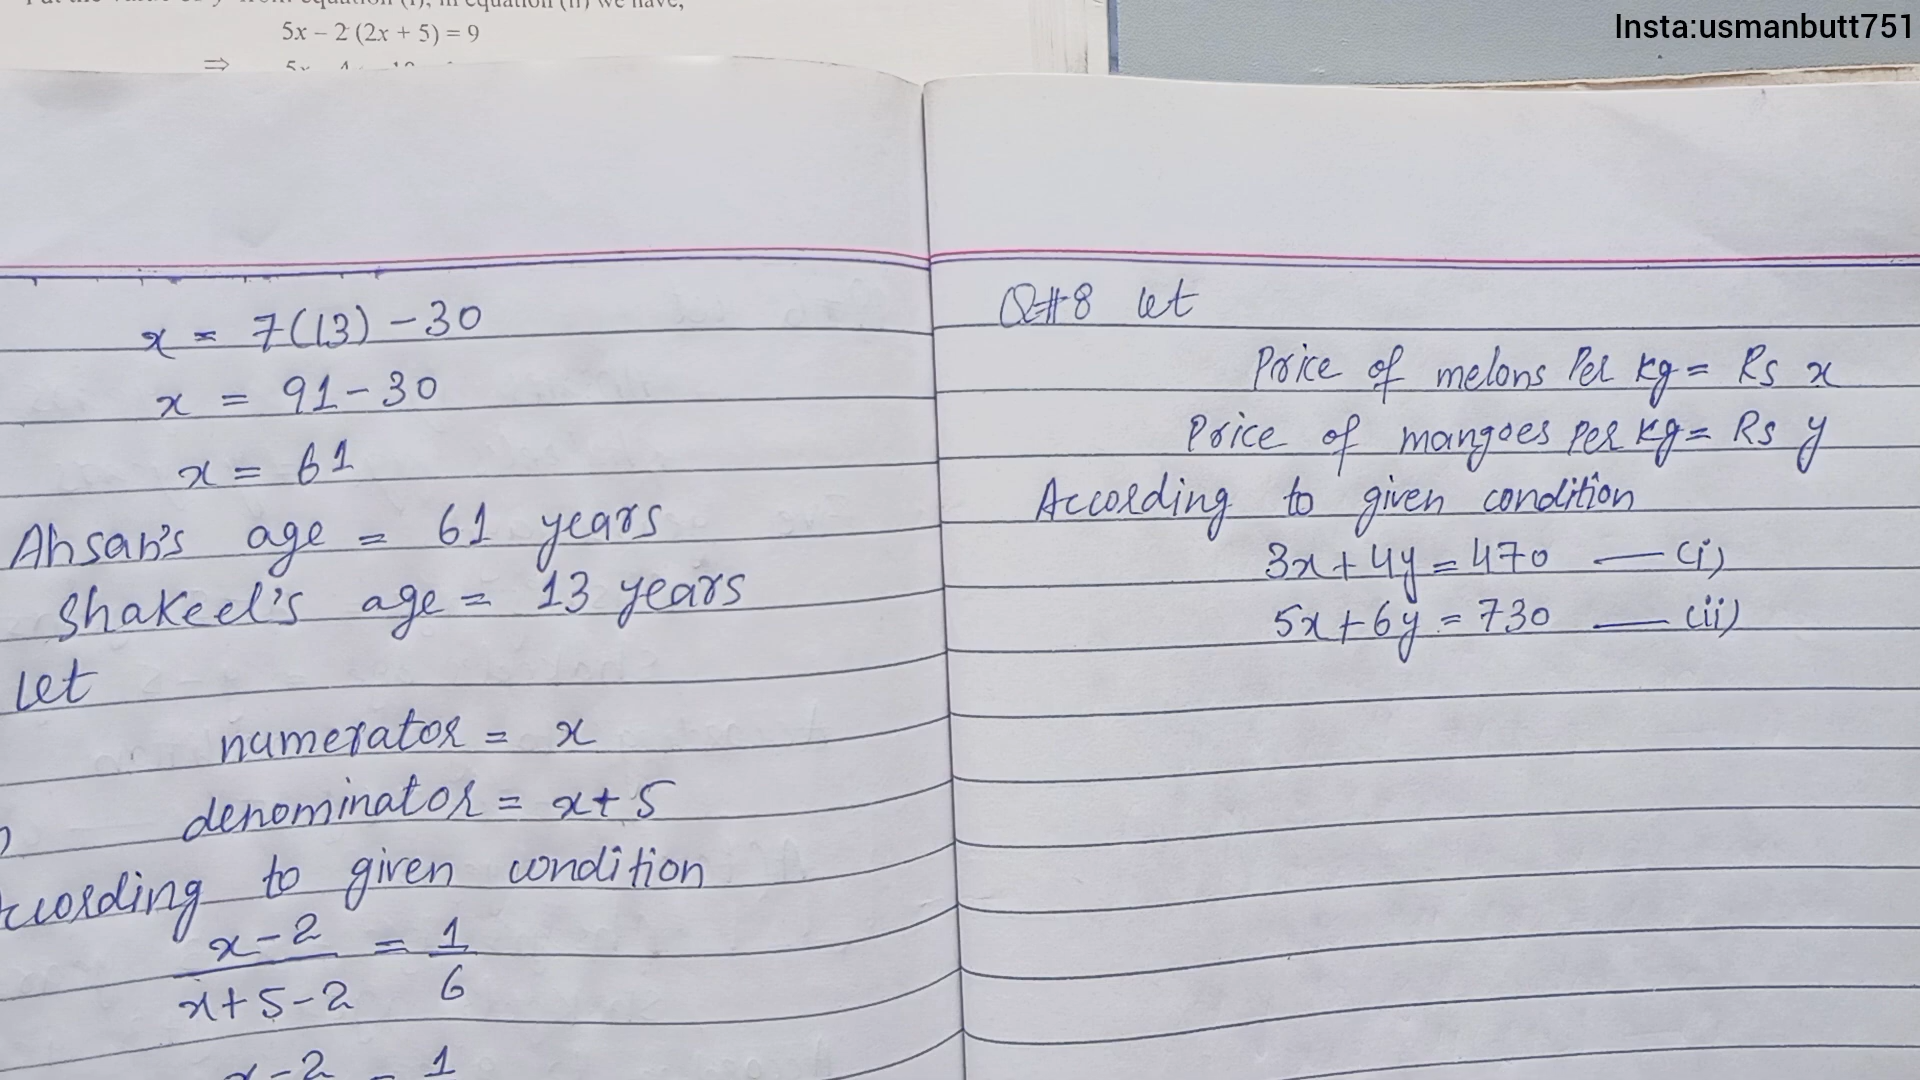 Insta:usmanbutt751
5x – 2 (2x + 5) = 9
⇒
x = 7(13) - 30
x = 91 - 30
x = 61
Ahsan's age = 61 years
Shakeel's age = 13 years
Let
numerator = x
denominator = x + 5
According to given condition
x-2 / x+5-2 = 1/6
x-2 1
Q#8 let
Price of melons Per kg = Rs x
Price of mangoes Per kg = Rs y
According to given condition
3x + 4y = 470 — (i)
5x + 6y = 730 — (ii)